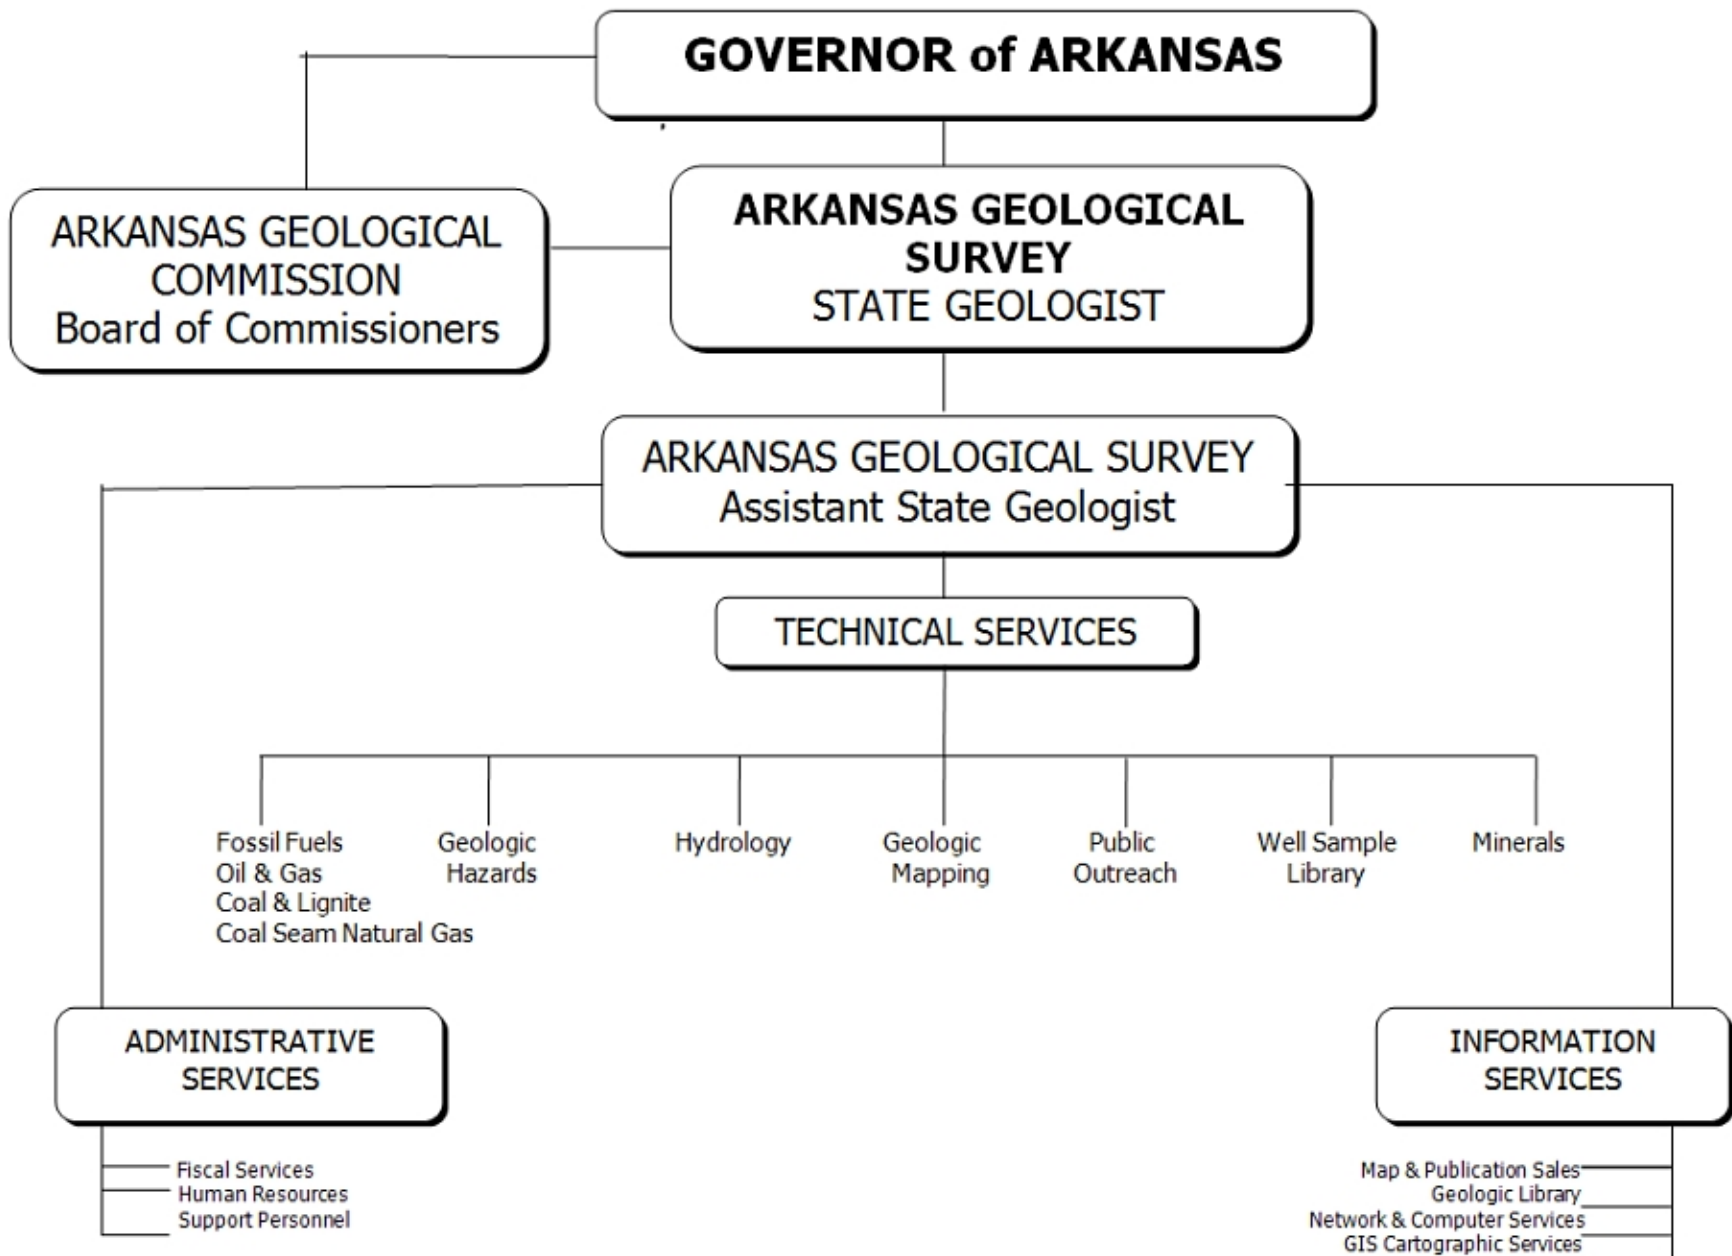 GOVERNOR of ARKANSAS
ARKANSAS GEOLOGICAL
COMMISSION
Board of Commissioners
ARKANSAS GEOLOGICAL
SURVEY
STATE GEOLOGIST
ARKANSAS GEOLOGICAL SURVEY
Assistant State Geologist
TECHNICAL SERVICES
Fossil Fuels
Oil & Gas
Coal & Lignite
Coal Seam Natural Gas
Geologic
Hazards
Hydrology
Geologic
Mapping
Public
Outreach
Well Sample
Library
Minerals
ADMINISTRATIVE
SERVICES
Fiscal Services
Human Resources
Support Personnel
INFORMATION
SERVICES
Map & Publication Sales
Geologic Library
Network & Computer Services
GIS Cartographic Services